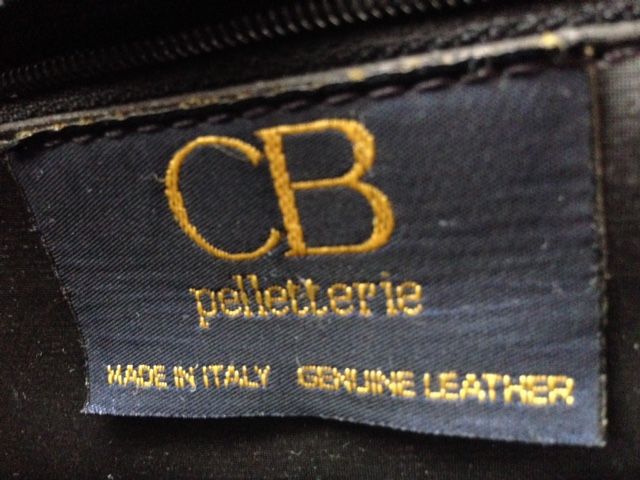 CB
pelletterie
MADE IN ITALY GENUINE LEATHER